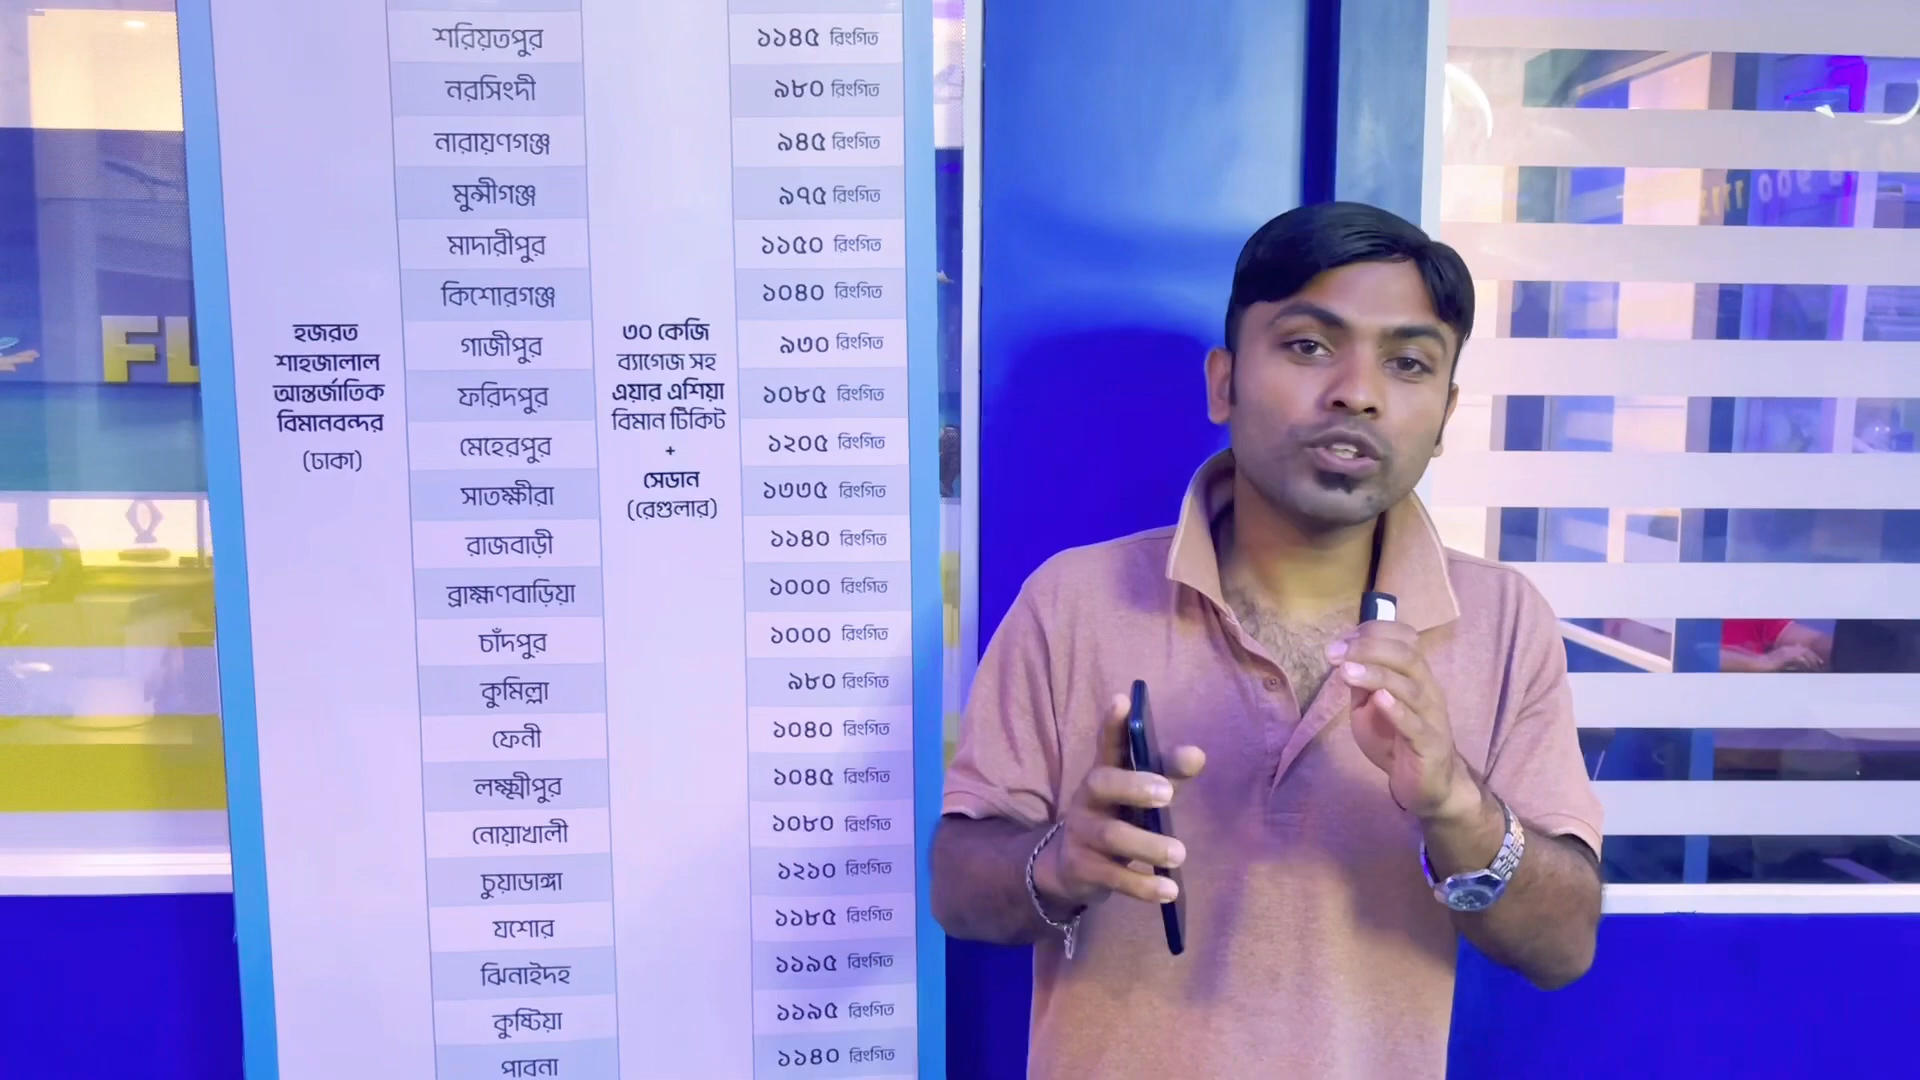 শরিয়তপুর ১১৪৫ রিংগিত
নরসিংদী ৯৮০ রিংগিত
নারায়ণগঞ্জ ৯৪৫ রিংগিত
মুন্সীগঞ্জ ৯৭৫ রিংগিত
মাদারীপুর ১১৫০ রিংগিত
কিশোরগঞ্জ ১০৪০ রিংগিত
গাজীপুর ৯৩০ রিংগিত
ফরিদপুর ১০৮৫ রিংগিত
মেহেরপুর ১২০৫ রিংগিত
সাতক্ষীরা ১৩৩৫ রিংগিত
রাজবাড়ী ১১৪০ রিংগিত
ব্রাহ্মণবাড়িয়া ১০০০ রিংগিত
চাঁদপুর ১০০০ রিংগিত
কুমিল্লা ৯৮০ রিংগিত
ফেনী ১০৪০ রিংগিত
লক্ষ্মীপুর ১০৪৫ রিংগিত
নোয়াখালী ১০৮০ রিংগিত
চুয়াডাঙ্গা ১২১০ রিংগিত
যশোর ১১৮৫ রিংগিত
ঝিনাইদহ ১১৯৫ রিংগিত
কুষ্টিয়া ১১৯৫ রিংগিত
পাবনা ১১৪০ রিংগিত
হজরত
শাহজালাল
আন্তর্জাতিক
বিমানবন্দর
(ঢাকা)
৩০ কেজি
ব্যাগেজ সহ
এয়ার এশিয়া
বিমান টিকিট
+
সেডান
(রেগুলার)
FL